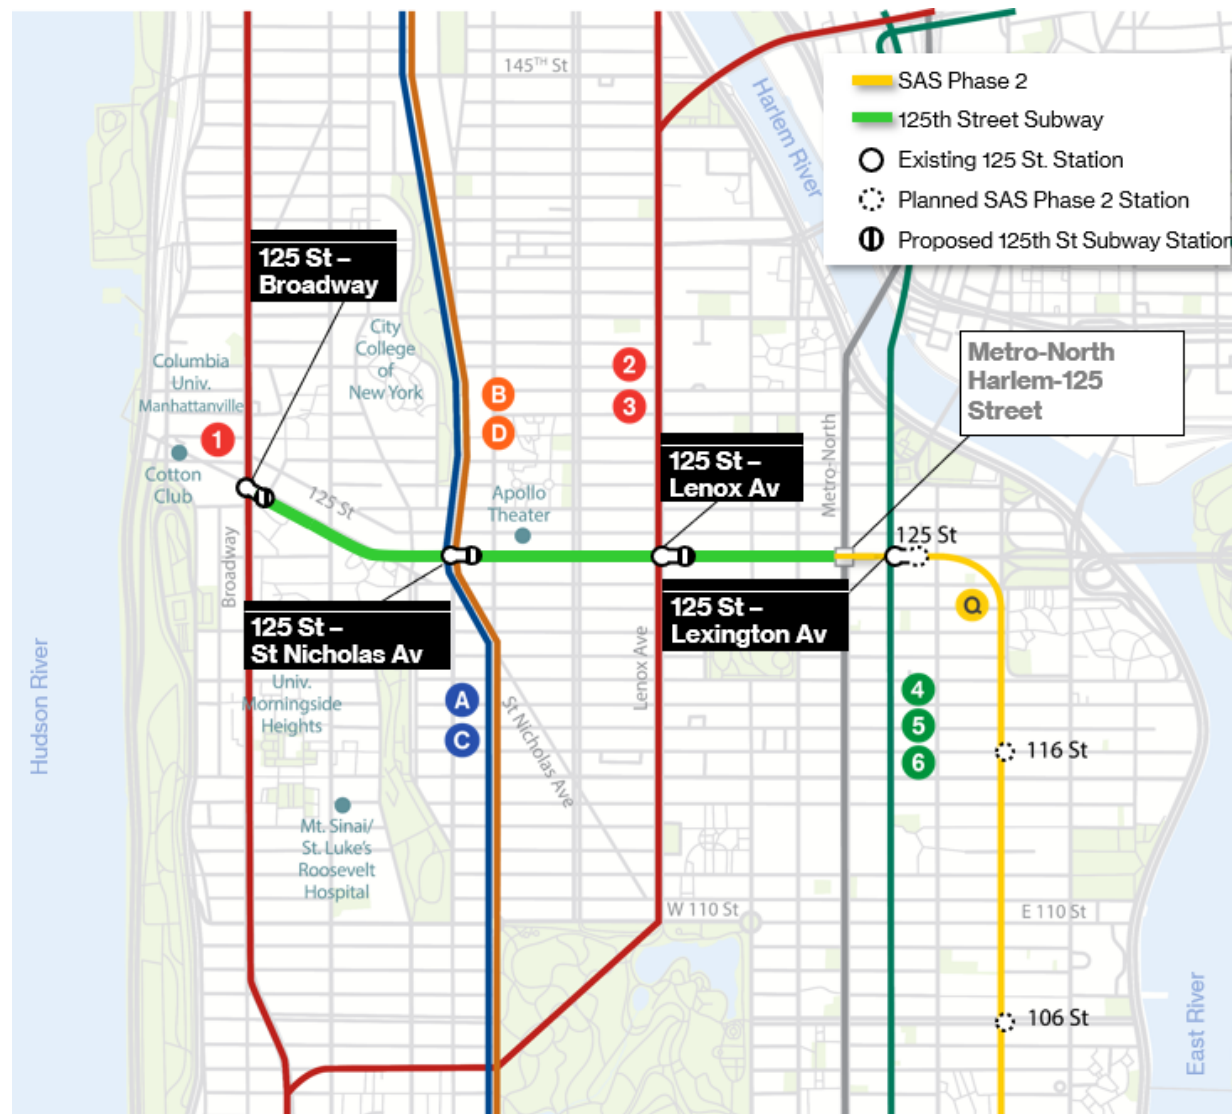 145TH St
Harlem River
SAS Phase 2
125th Street Subway
Existing 125 St. Station
Planned SAS Phase 2 Station
Proposed 125th St Subway Station
125 St –
Broadway
City
College
of
New York
Columbia
Univ.
Manhattanville
1
Cotton
Club
B
D
2
3
Metro-North
Harlem-125
Street
Metro-North
125 St –
Lenox Av
Apollo
Theater
125 St
125 St
Broadway
125 St –
St Nicholas Av
125 St –
Lexington Av
Q
Lenox Ave
Hudson River
Univ.
Morningside
Heights
A
C
St Nicholas Ave
4
5
6
116 St
Mt. Sinai/
St. Luke's
Roosevelt
Hospital
W 110 St
E 110 St
106 St
East River